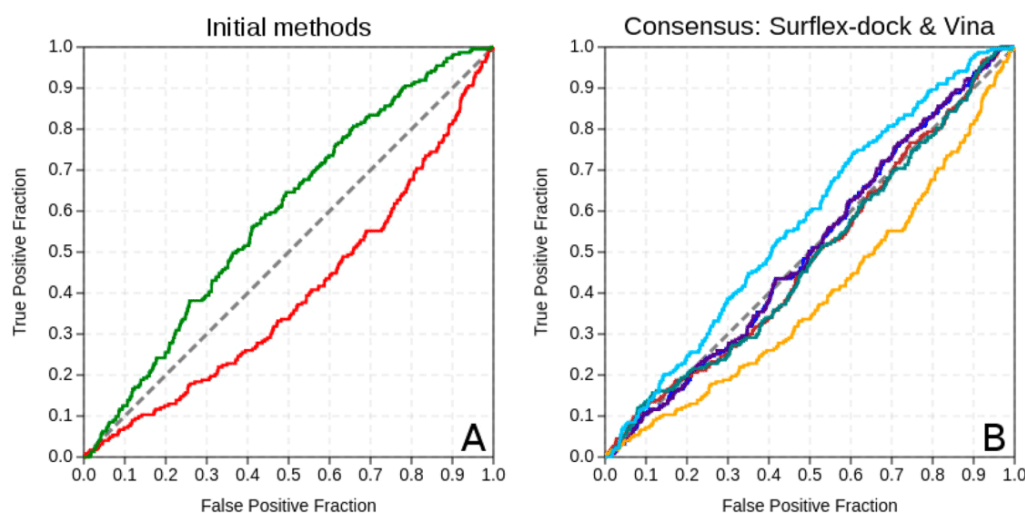 Initial methods
1.0
0.9
0.8
0.7
0.6
0.5
0.4
0.3
0.2
0.1
0.0
True Positive Fraction
A
0.0 0.1 0.2 0.3 0.4 0.5 0.6 0.7 0.8 0.9 1.0
False Positive Fraction
Consensus: Surflex-dock & Vina
1.0
0.9
0.8
0.7
0.6
0.5
0.4
0.3
0.2
0.1
0.0
True Positive Fraction
B
0.0 0.1 0.2 0.3 0.4 0.5 0.6 0.7 0.8 0.9 1.0
False Positive Fraction